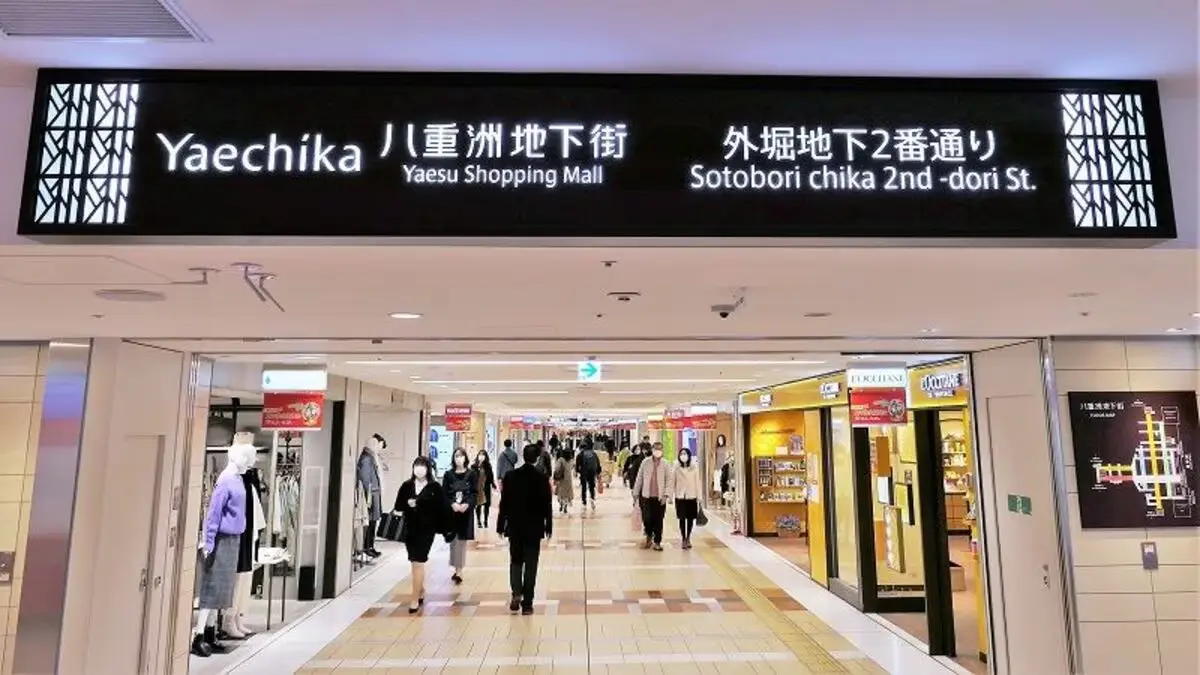 Yaechika
八重洲地下街
Yaesu Shopping Mall
外堀地下2番通り
Sotobori chika 2nd -dori St.
L'OCCITANE
L'OCCITANE
八重洲地下街